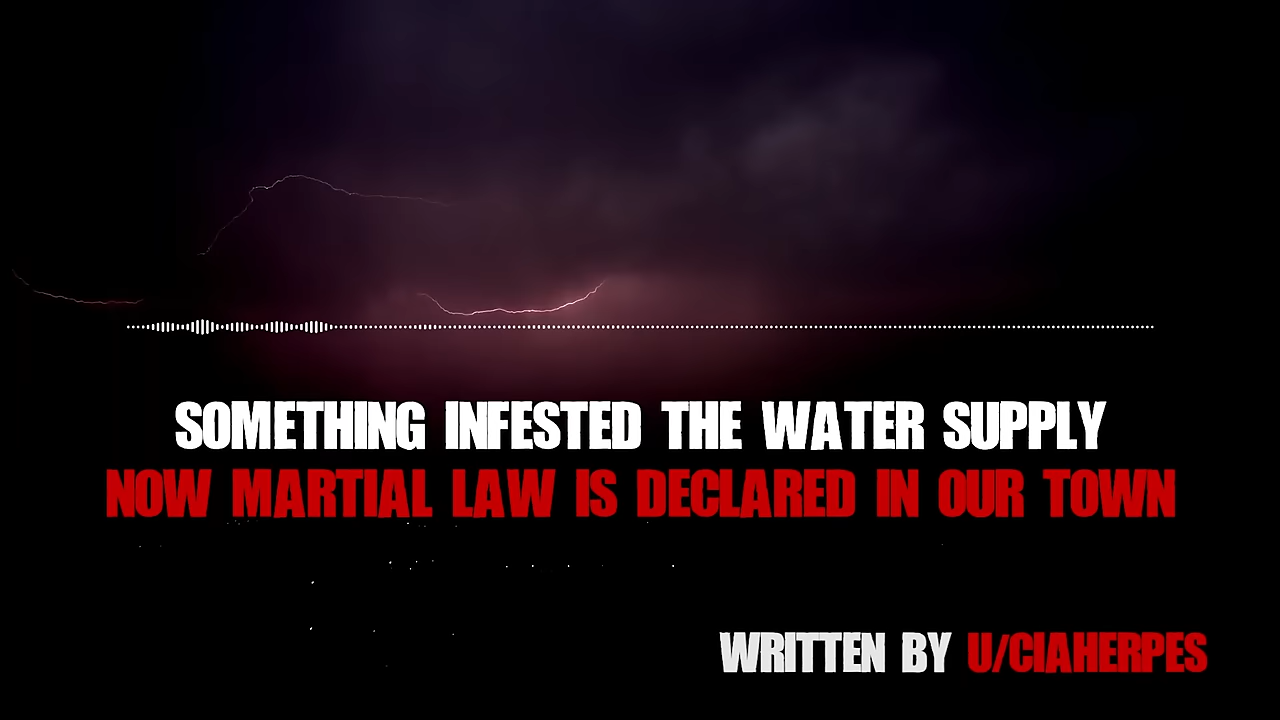 SOMETHING INFESTED THE WATER SUPPLY
NOW MARTIAL LAW IS DECLARED IN OUR TOWN
WRITTEN BY U/CIAHERPES